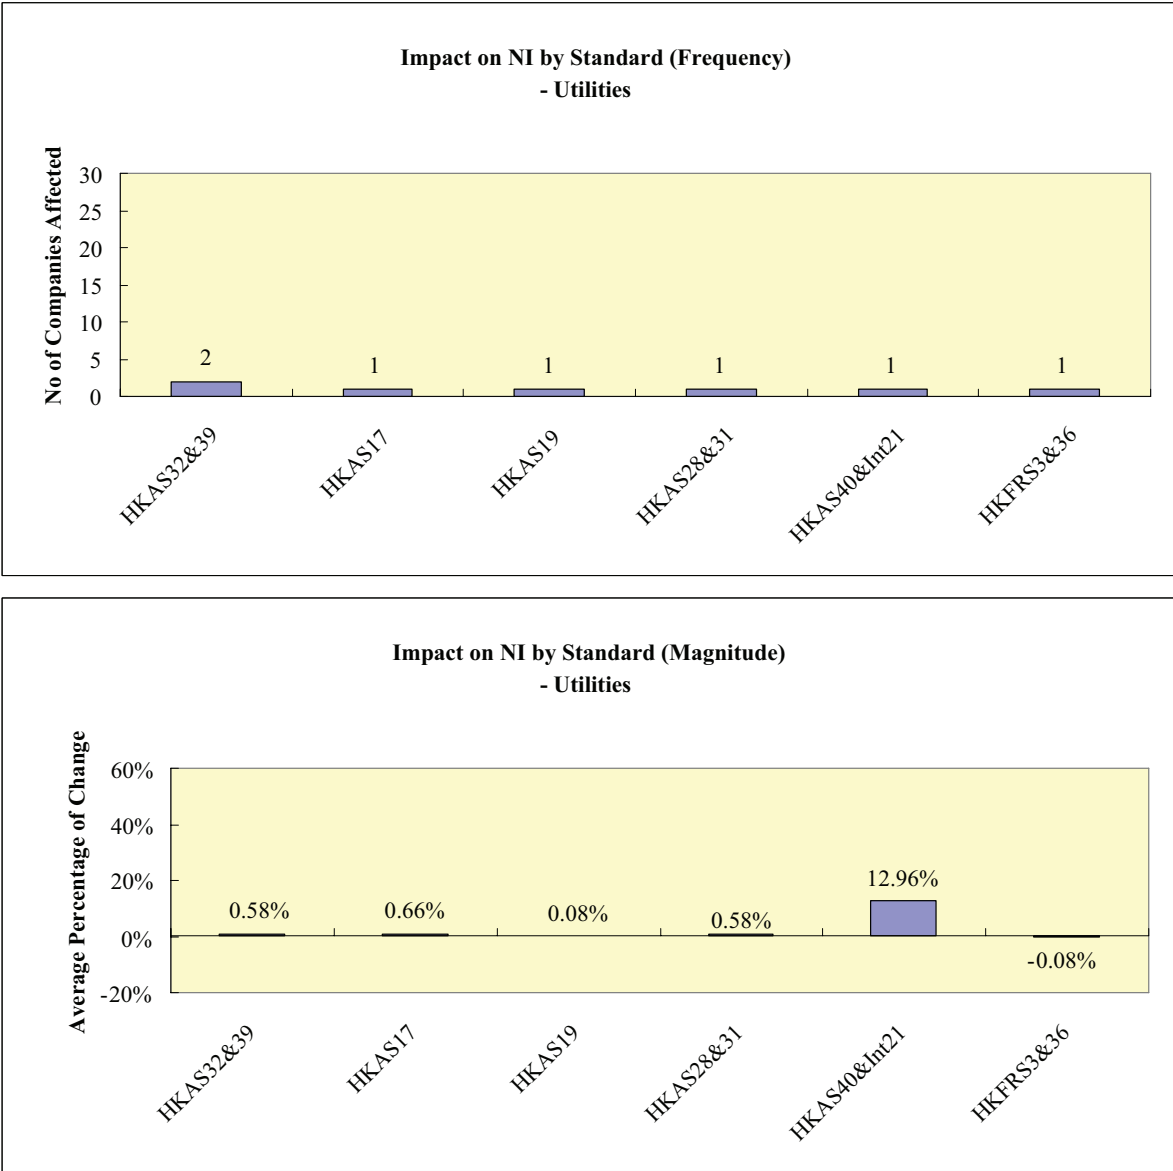 Impact on NI by Standard (Frequency)
- Utilities
No of Companies Affected
30
25
20
15
10
5
0
2
1
1
1
1
1
HKAS32&39
HKAS17
HKAS19
HKAS28&31
HKAS40&Int21
HKFRS3&36
Impact on NI by Standard (Magnitude)
- Utilities
Average Percentage of Change
60%
40%
20%
0%
-20%
0.58%
0.66%
0.08%
0.58%
12.96%
-0.08%
HKAS32&39
HKAS17
HKAS19
HKAS28&31
HKAS40&Int21
HKFRS3&36